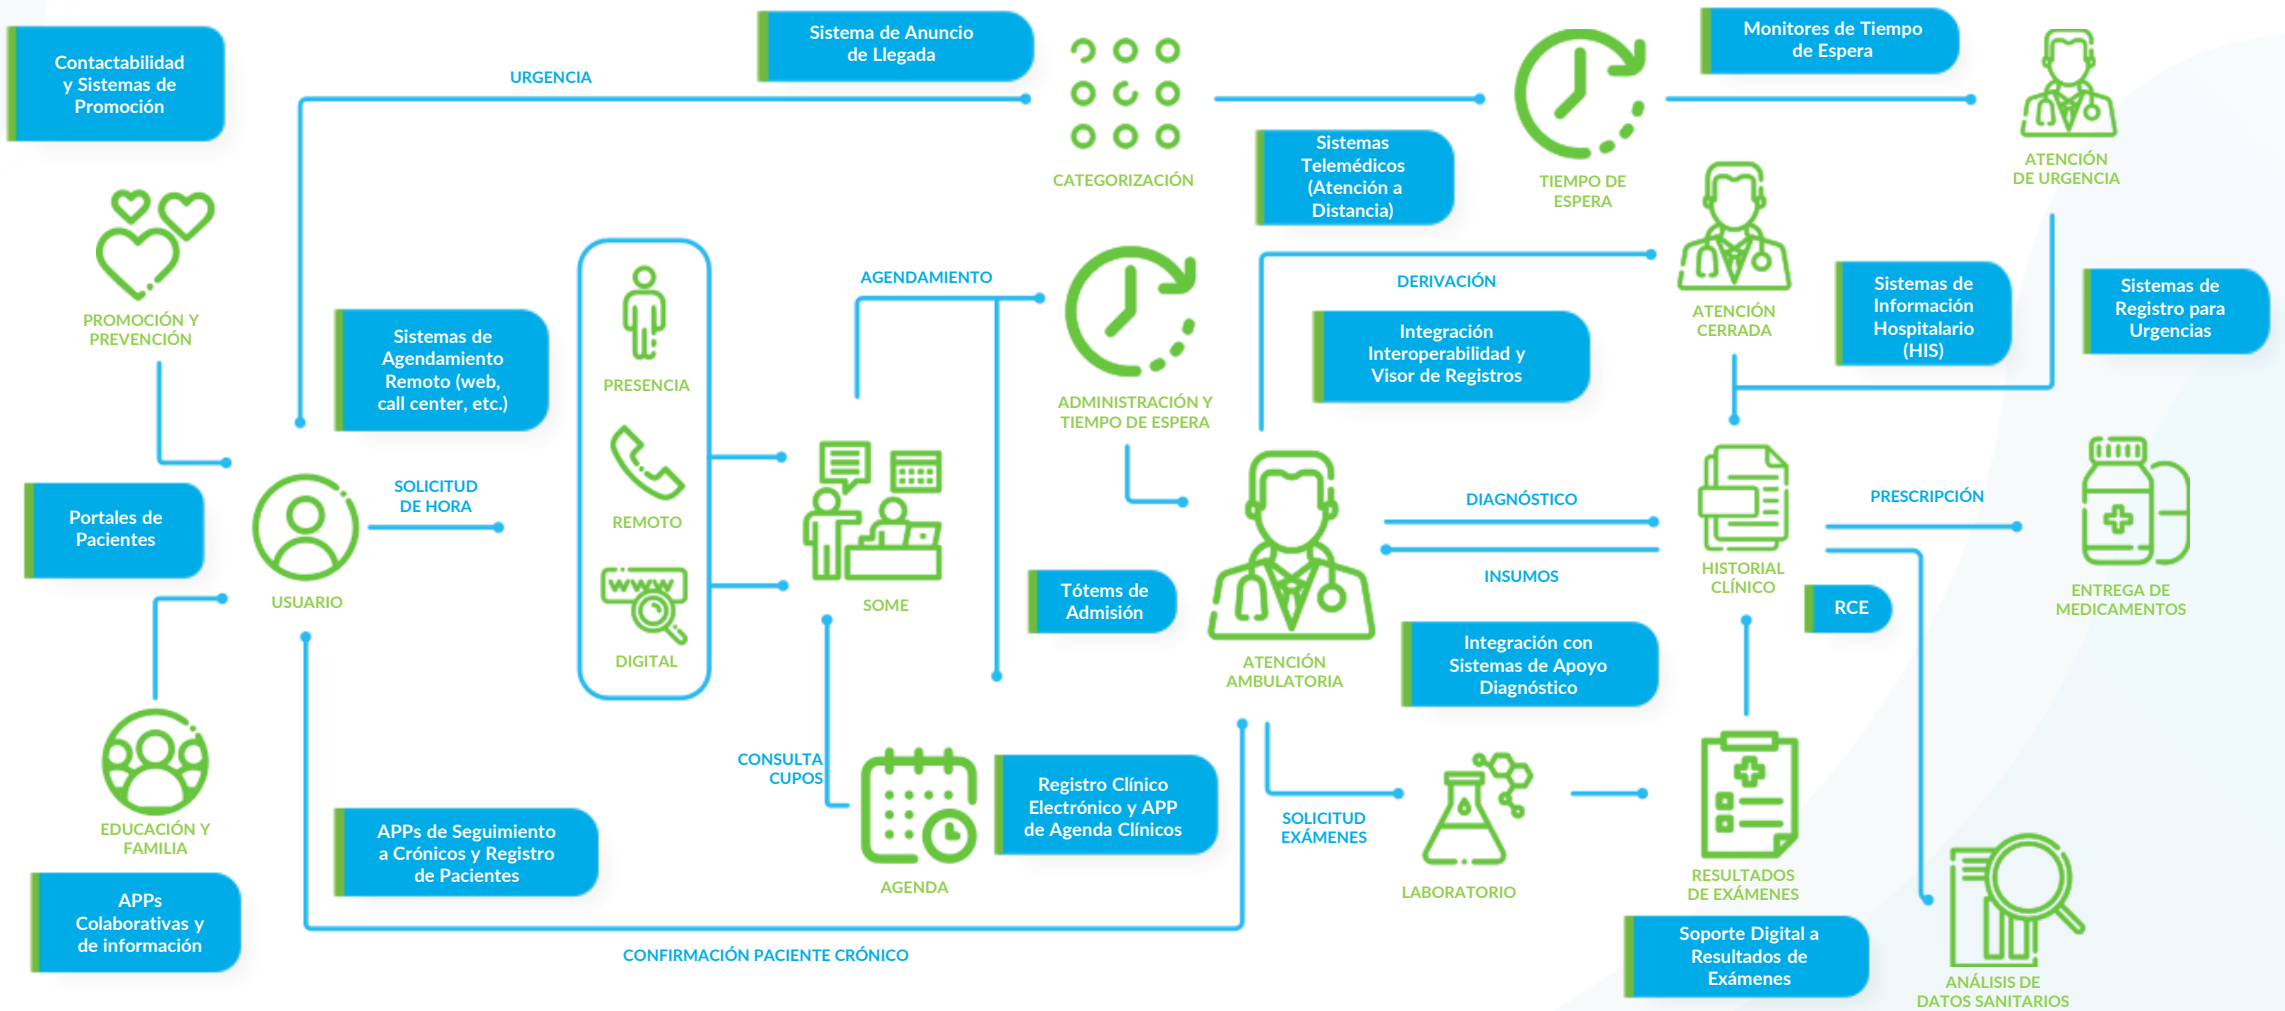 Contactabilidad
y Sistemas de
Promoción
URGENCIA
Sistema de Anuncio
de Llegada
CATEGORIZACIÓN
Sistemas
Telemédicos
(Atención a
Distancia)
TIEMPO DE
ESPERA
Monitores de Tiempo
de Espera
ATENCIÓN
DE URGENCIA
PROMOCIÓN Y
PREVENCIÓN
Sistemas de
Agendamiento
Remoto (web,
call center, etc.)
PRESENCIA
REMOTO
WWW
DIGITAL
AGENDAMIENTO
ADMINISTRACIÓN Y
TIEMPO DE ESPERA
DERIVACIÓN
Integración
Interoperabilidad y
Visor de Registros
ATENCIÓN
CERRADA
Sistemas de
Información
Hospitalario
(HIS)
Sistemas de
Registro para
Urgencias
Portales de
Pacientes
USUARIO
SOLICITUD
DE HORA
SOME
Tótems de
Admisión
ATENCIÓN
AMBULATORIA
DIAGNÓSTICO
INSUMOS
HISTORIAL
CLÍNICO
PRESCRIPCIÓN
RCE
ENTREGA DE
MEDICAMENTOS
Integración con
Sistemas de Apoyo
Diagnóstico
EDUCACIÓN Y
FAMILIA
APPs
Colaborativas y
de información
APPs de Seguimiento
a Crónicos y Registro
de Pacientes
CONSULTA
CUPOS
AGENDA
Registro Clínico
Electrónico y APP
de Agenda Clínicos
SOLICITUD
EXÁMENES
LABORATORIO
RESULTADOS
DE EXÁMENES
Soporte Digital a
Resultados de
Exámenes
CONFIRMACIÓN PACIENTE CRÓNICO
ANÁLISIS DE
DATOS SANITARIOS